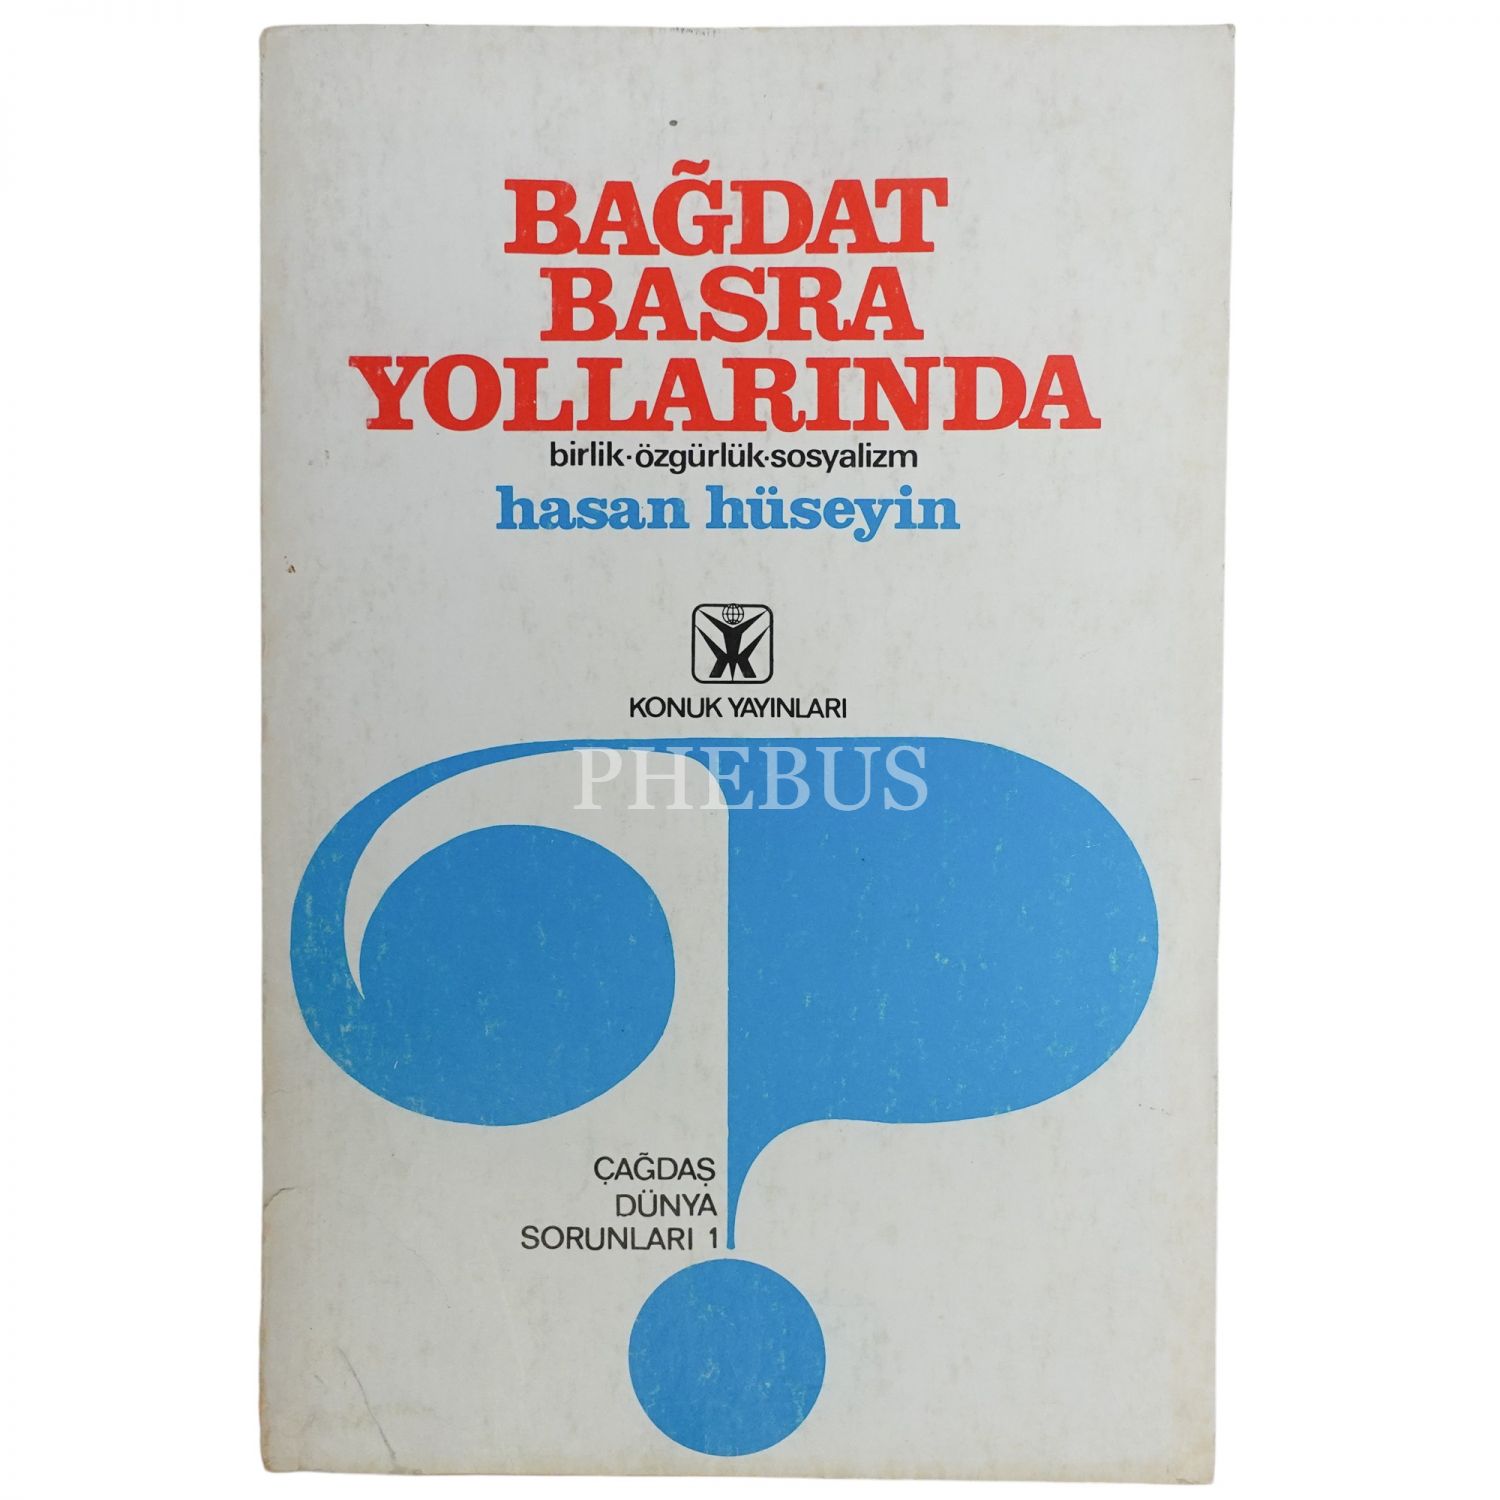 BAĞDAT
BASRA
YOLLARINDA
birlik·özgürlük·sosyalizm
hasan hüseyin
KONUK YAYINLARI
PHEBUS
ÇAĞDAŞ
DÜNYA
SORUNLARI 1